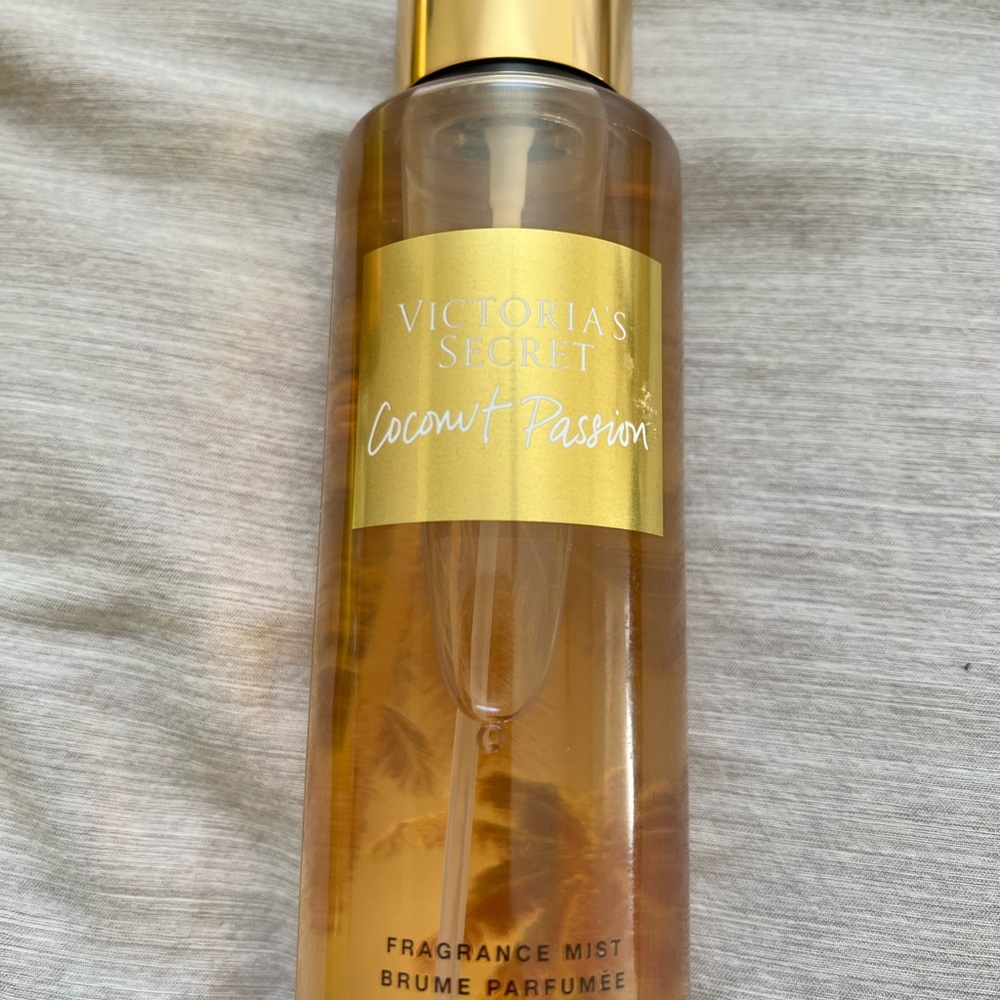 VICTORIA'S
SECRET
Coconut Passion
FRAGRANCE MIST
BRUME PARFUMÉE